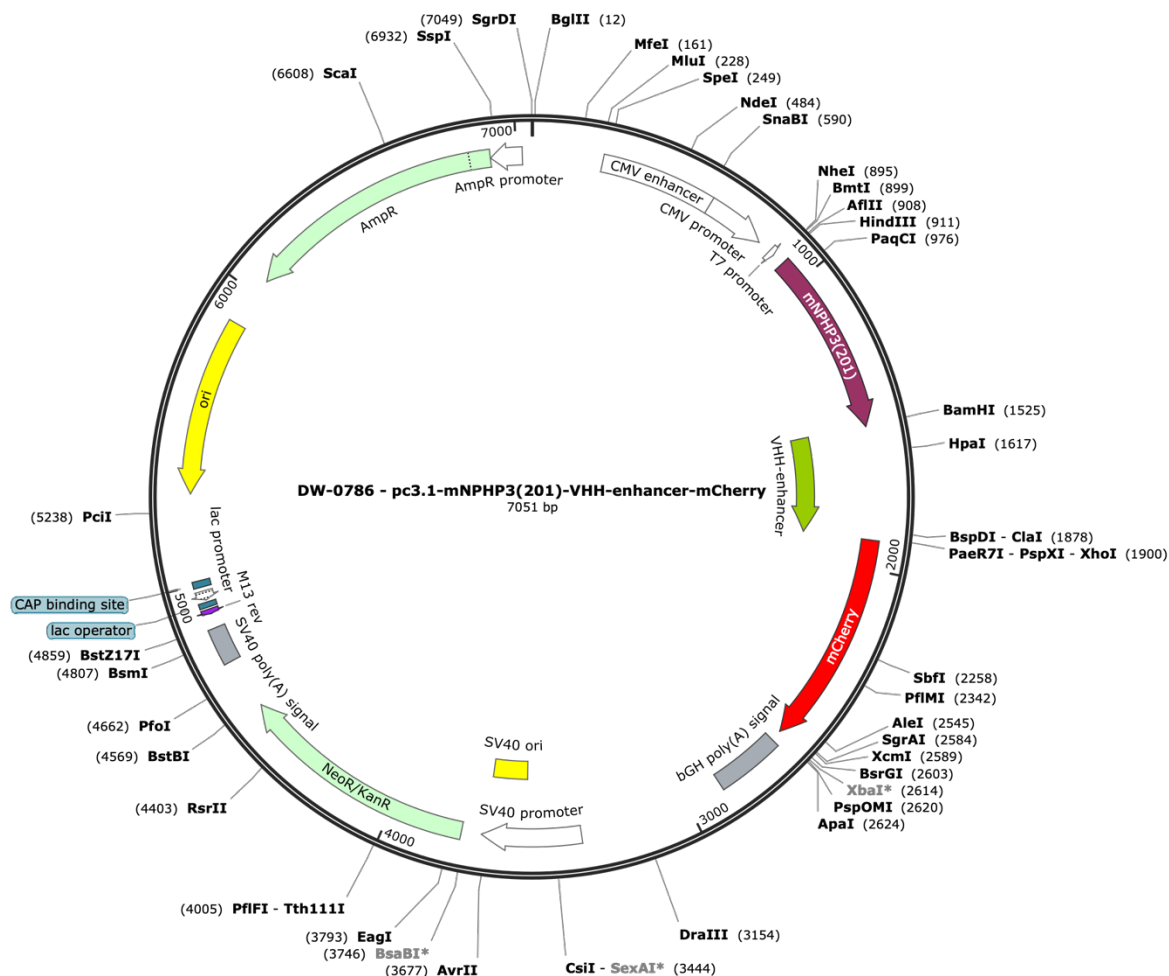 (7049) SgrDI
BglII (12)
(6932) SspI
(6608) ScaI
MfeI (161)
MluI (228)
SpeI (249)
NdeI (484)
SnaBI (590)
NheI (895)
BmtI (899)
AflII (908)
HindIII (911)
PaqCI (976)
BamHI (1525)
HpaI (1617)
BspDI - ClaI (1878)
PaeR7I - PspXI - XhoI (1900)
SbfI (2258)
PflMI (2342)
AleI (2545)
SgrAI (2584)
XcmI (2589)
BsrGI (2603)
XbaI* (2614)
PspOMI (2620)
ApaI (2624)
DraIII (3154)
CsiI - SexAI* (3444)
(3677) AvrII
(3746) BsaBI*
(3793) EagI
(4005) PflFI - Tth111I
(4403) RsrII
(4569) BstBI
(4662) PfoI
(4807) BsmI
(4859) BstZ17I
lac operator
CAP binding site
(5238) PciI
7000
1000
2000
3000
4000
5000
6000
CMV enhancer
CMV promoter
T7 promoter
mNPHP3(201)
VHH-enhancer
mCherry
bGH poly(A) signal
SV40 ori
SV40 promoter
NeoR/KanR
SV40 poly(A) signal
M13 rev
lac promoter
ori
AmpR
AmpR promoter
DW-0786 - pc3.1-mNPHP3(201)-VHH-enhancer-mCherry
7051 bp